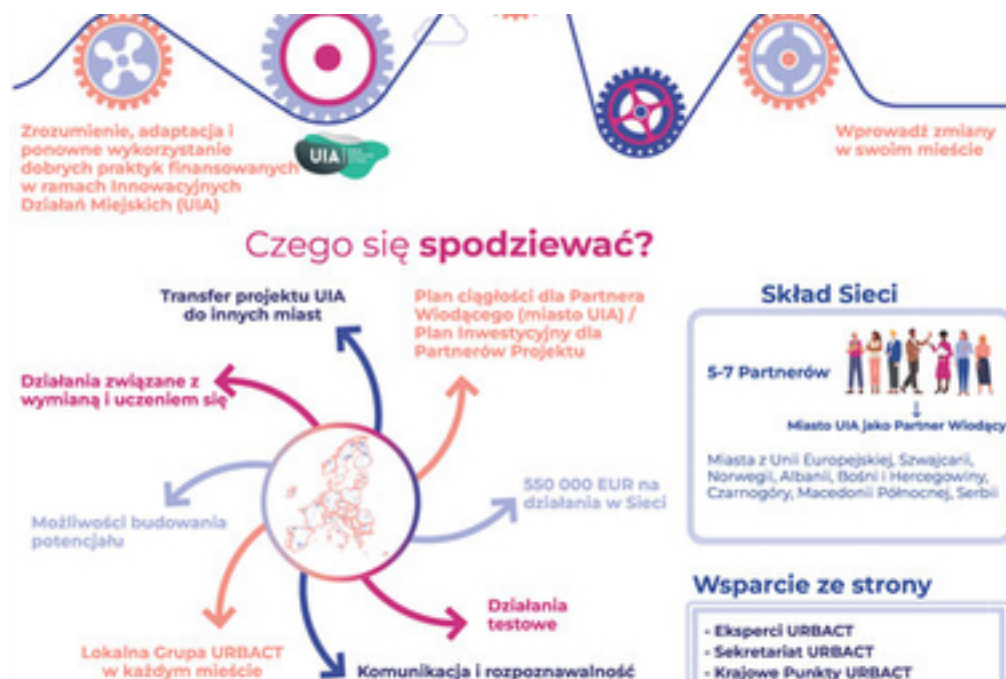 Zrozumienie, adaptacja i
ponowne wykorzystanie
dobrych praktyk finansowanych
w ramach Innowacyjnych
Działań Miejskich (UIA)
UIA
Wprowadź zmiany
w swoim mieście
Czego się spodziewać?
Transfer projektu UIA
do innych miast
Plan ciągłości dla Partnera
Wiodącego (miasto UIA) /
Plan Inwestycyjny dla
Partnerów Projektu
Działania związane z
wymianą i uczeniem się
Możliwości budowania
potencjału
550 000 EUR na
działania w Sieci
Lokalna Grupa URBACT
w każdym mieście
Działania
testowe
Komunikacja i rozpoznawalność
Skład Sieci
5-7 Partnerów
Miasto UIA jako Partner Wiodący
Miasta z Unii Europejskiej, Szwajcarii,
Norwegii, Albanii, Bośni i Hercegowiny,
Czarnogóry, Macedonii Północnej, Serbii
Wsparcie ze strony
- Eksperci URBACT
- Sekretariat URBACT
- Krajowe Punkty URBACT